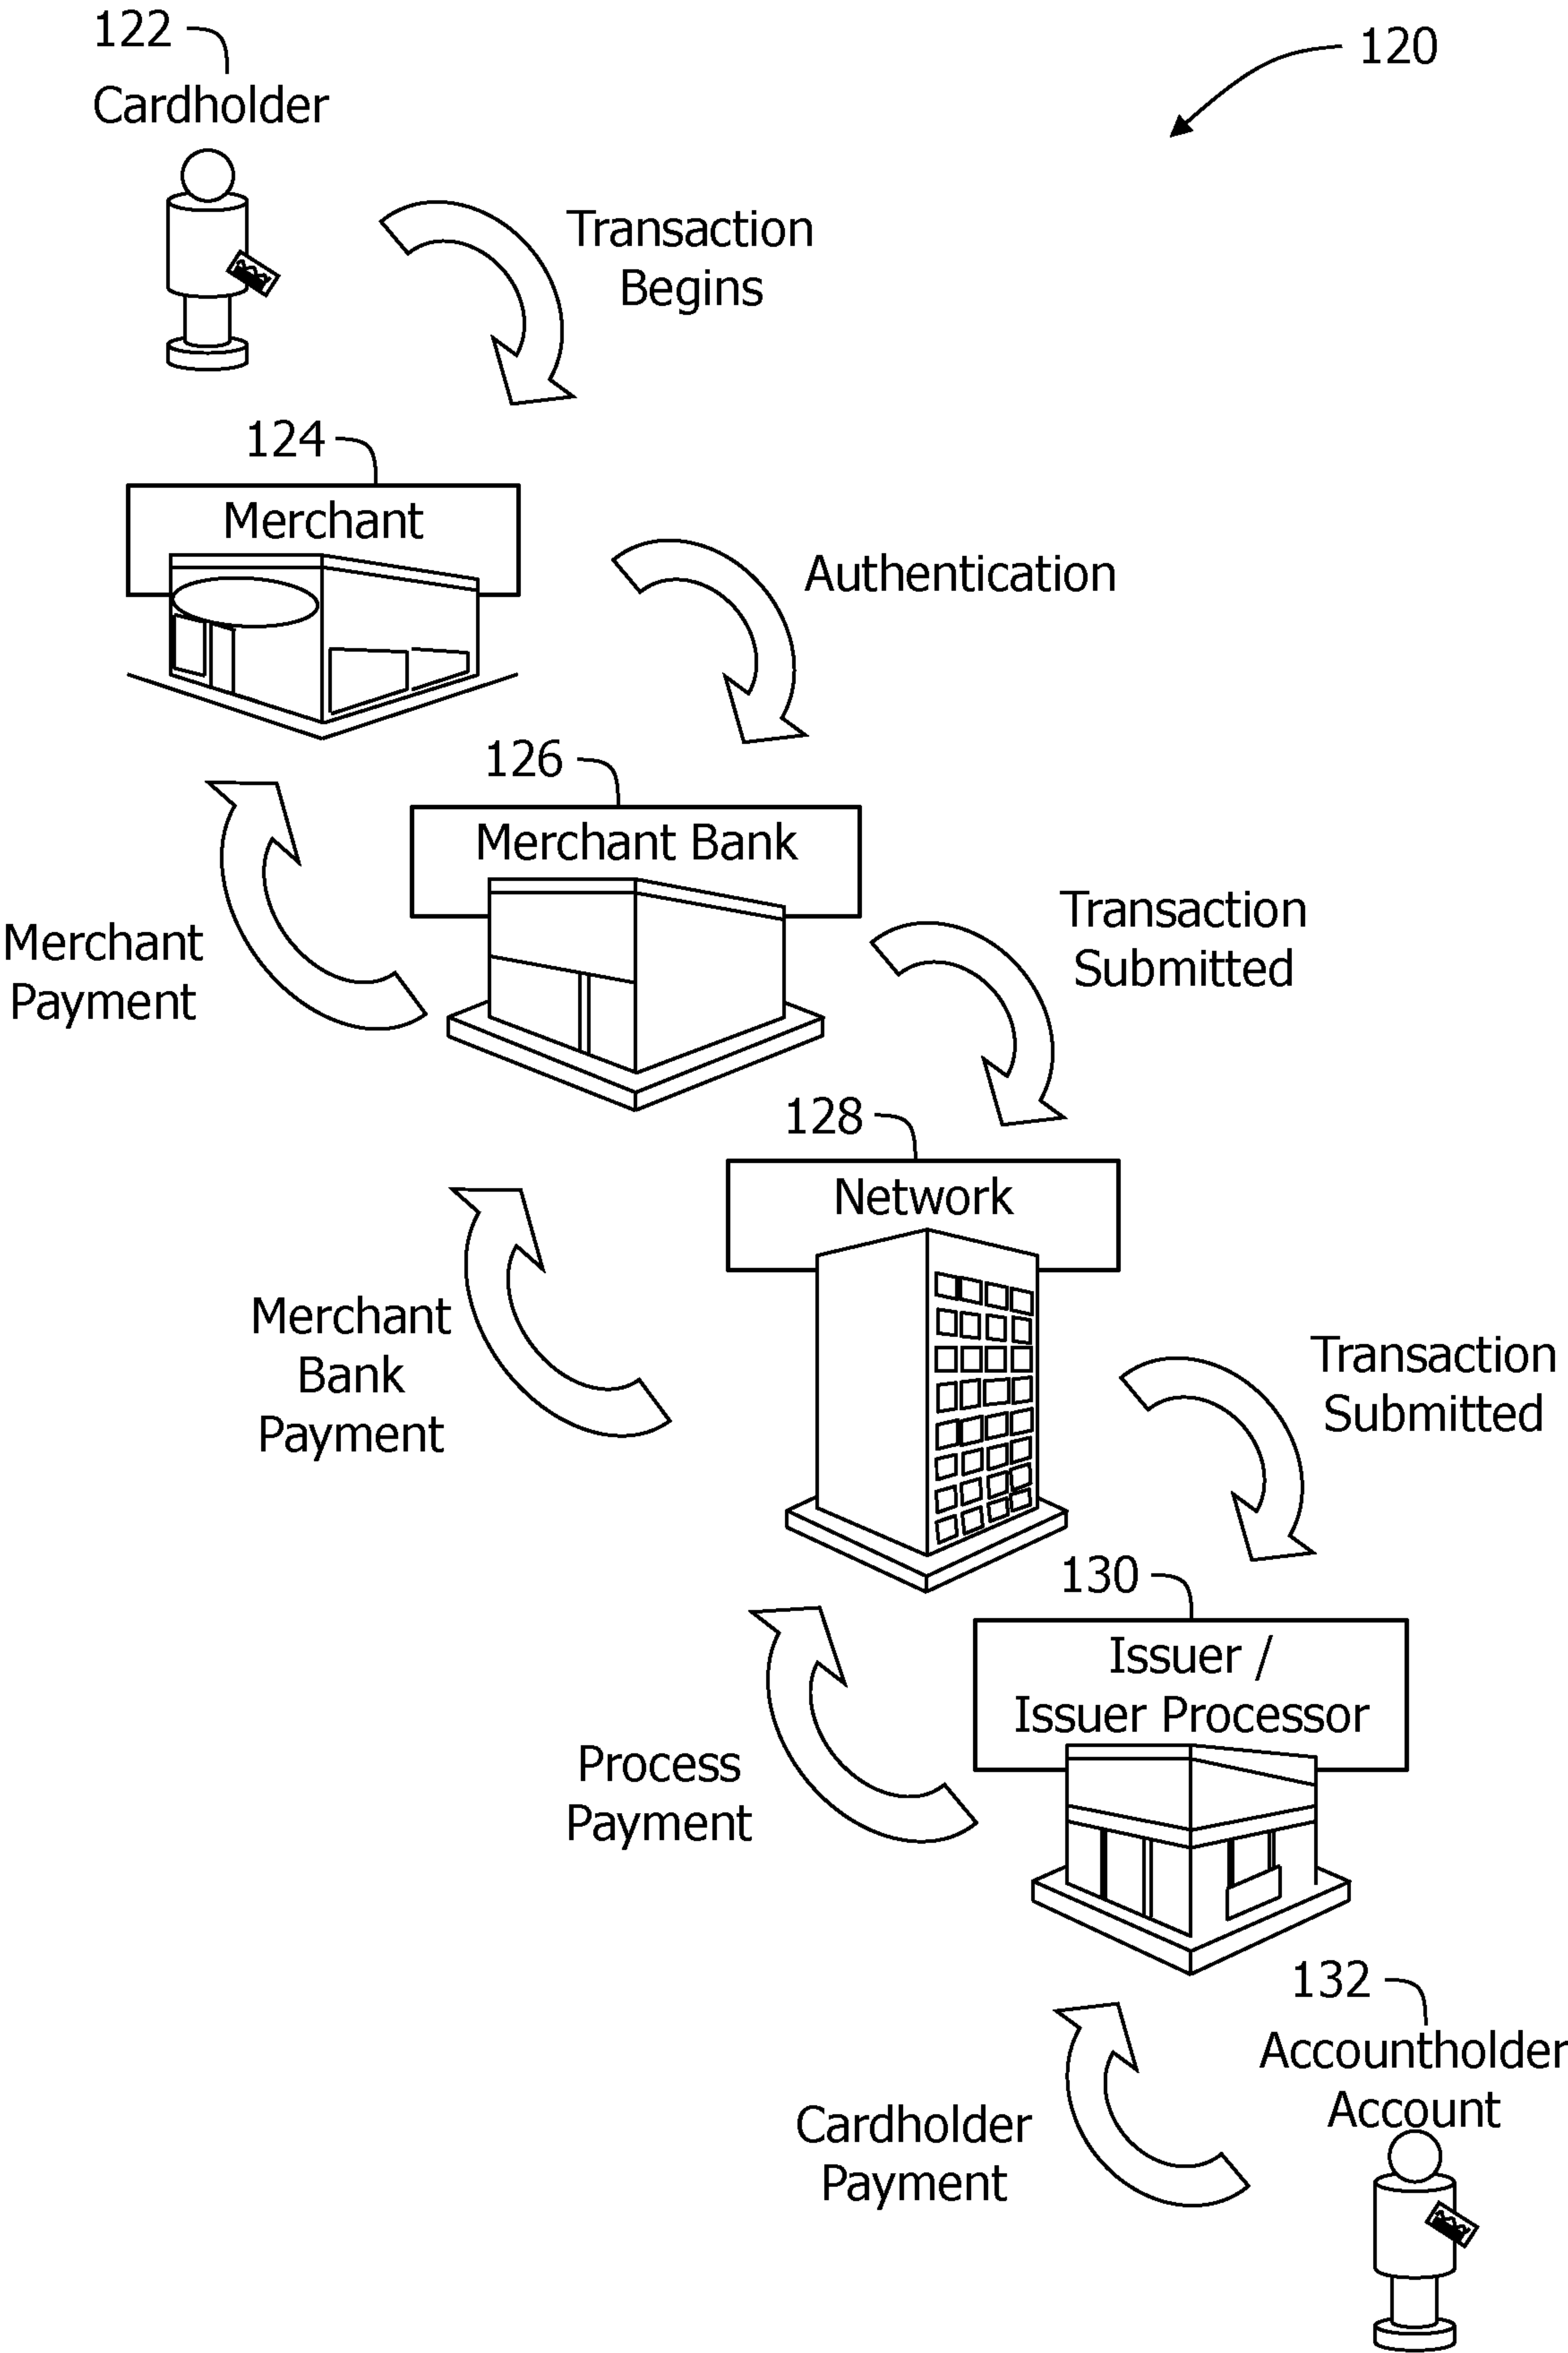 122
120
Cardholder
Transaction
Begins
124
Merchant
Authentication
126
Merchant Bank
Merchant
Payment
Transaction
Submitted
128
Network
Merchant
Bank
Payment
Transaction
Submitted
130
Issuer /
Issuer Processor
Process
Payment
132
Accountholder
Account
Cardholder
Payment